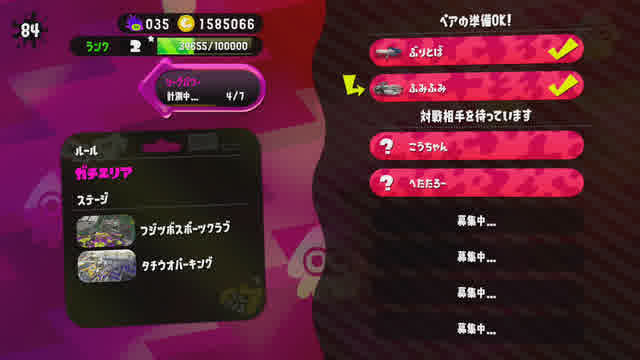 84
035
1585066
ランク 2 34655/100000
リーグパワー
計測中... 4/7
ルール
ガチエリア
ステージ
フジツボスポーツクラブ
タチウオパーキング
ペアの準備OK!
ぷりとば
ふみふみ
対戦相手を待っています
? こうちゃん
? へただろー
募集中...
募集中...
募集中...
募集中...